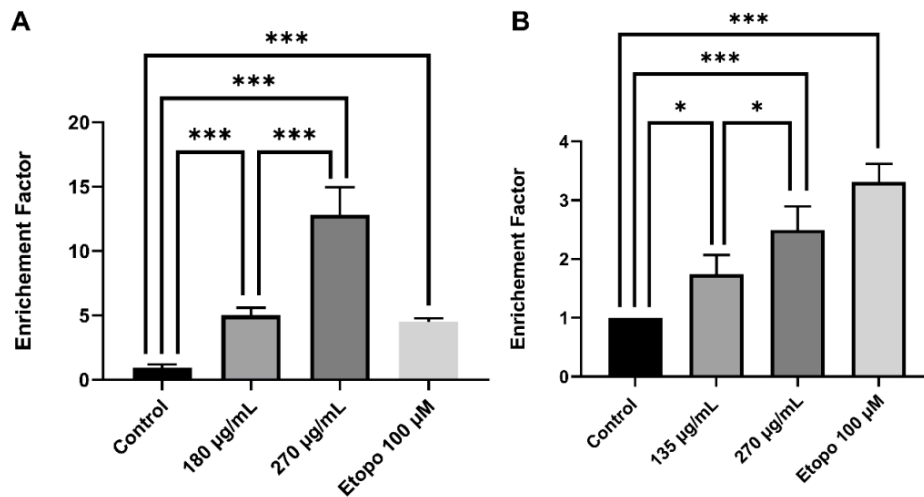 A
***
***
***
***
Enrichement Factor
20
15
10
5
0
Control
180 µg/mL
270 µg/mL
Etopo 100 µM
B
***
***
*
*
Enrichement Factor
4
3
2
1
0
Control
135 µg/mL
270 µg/mL
Etopo 100 µM